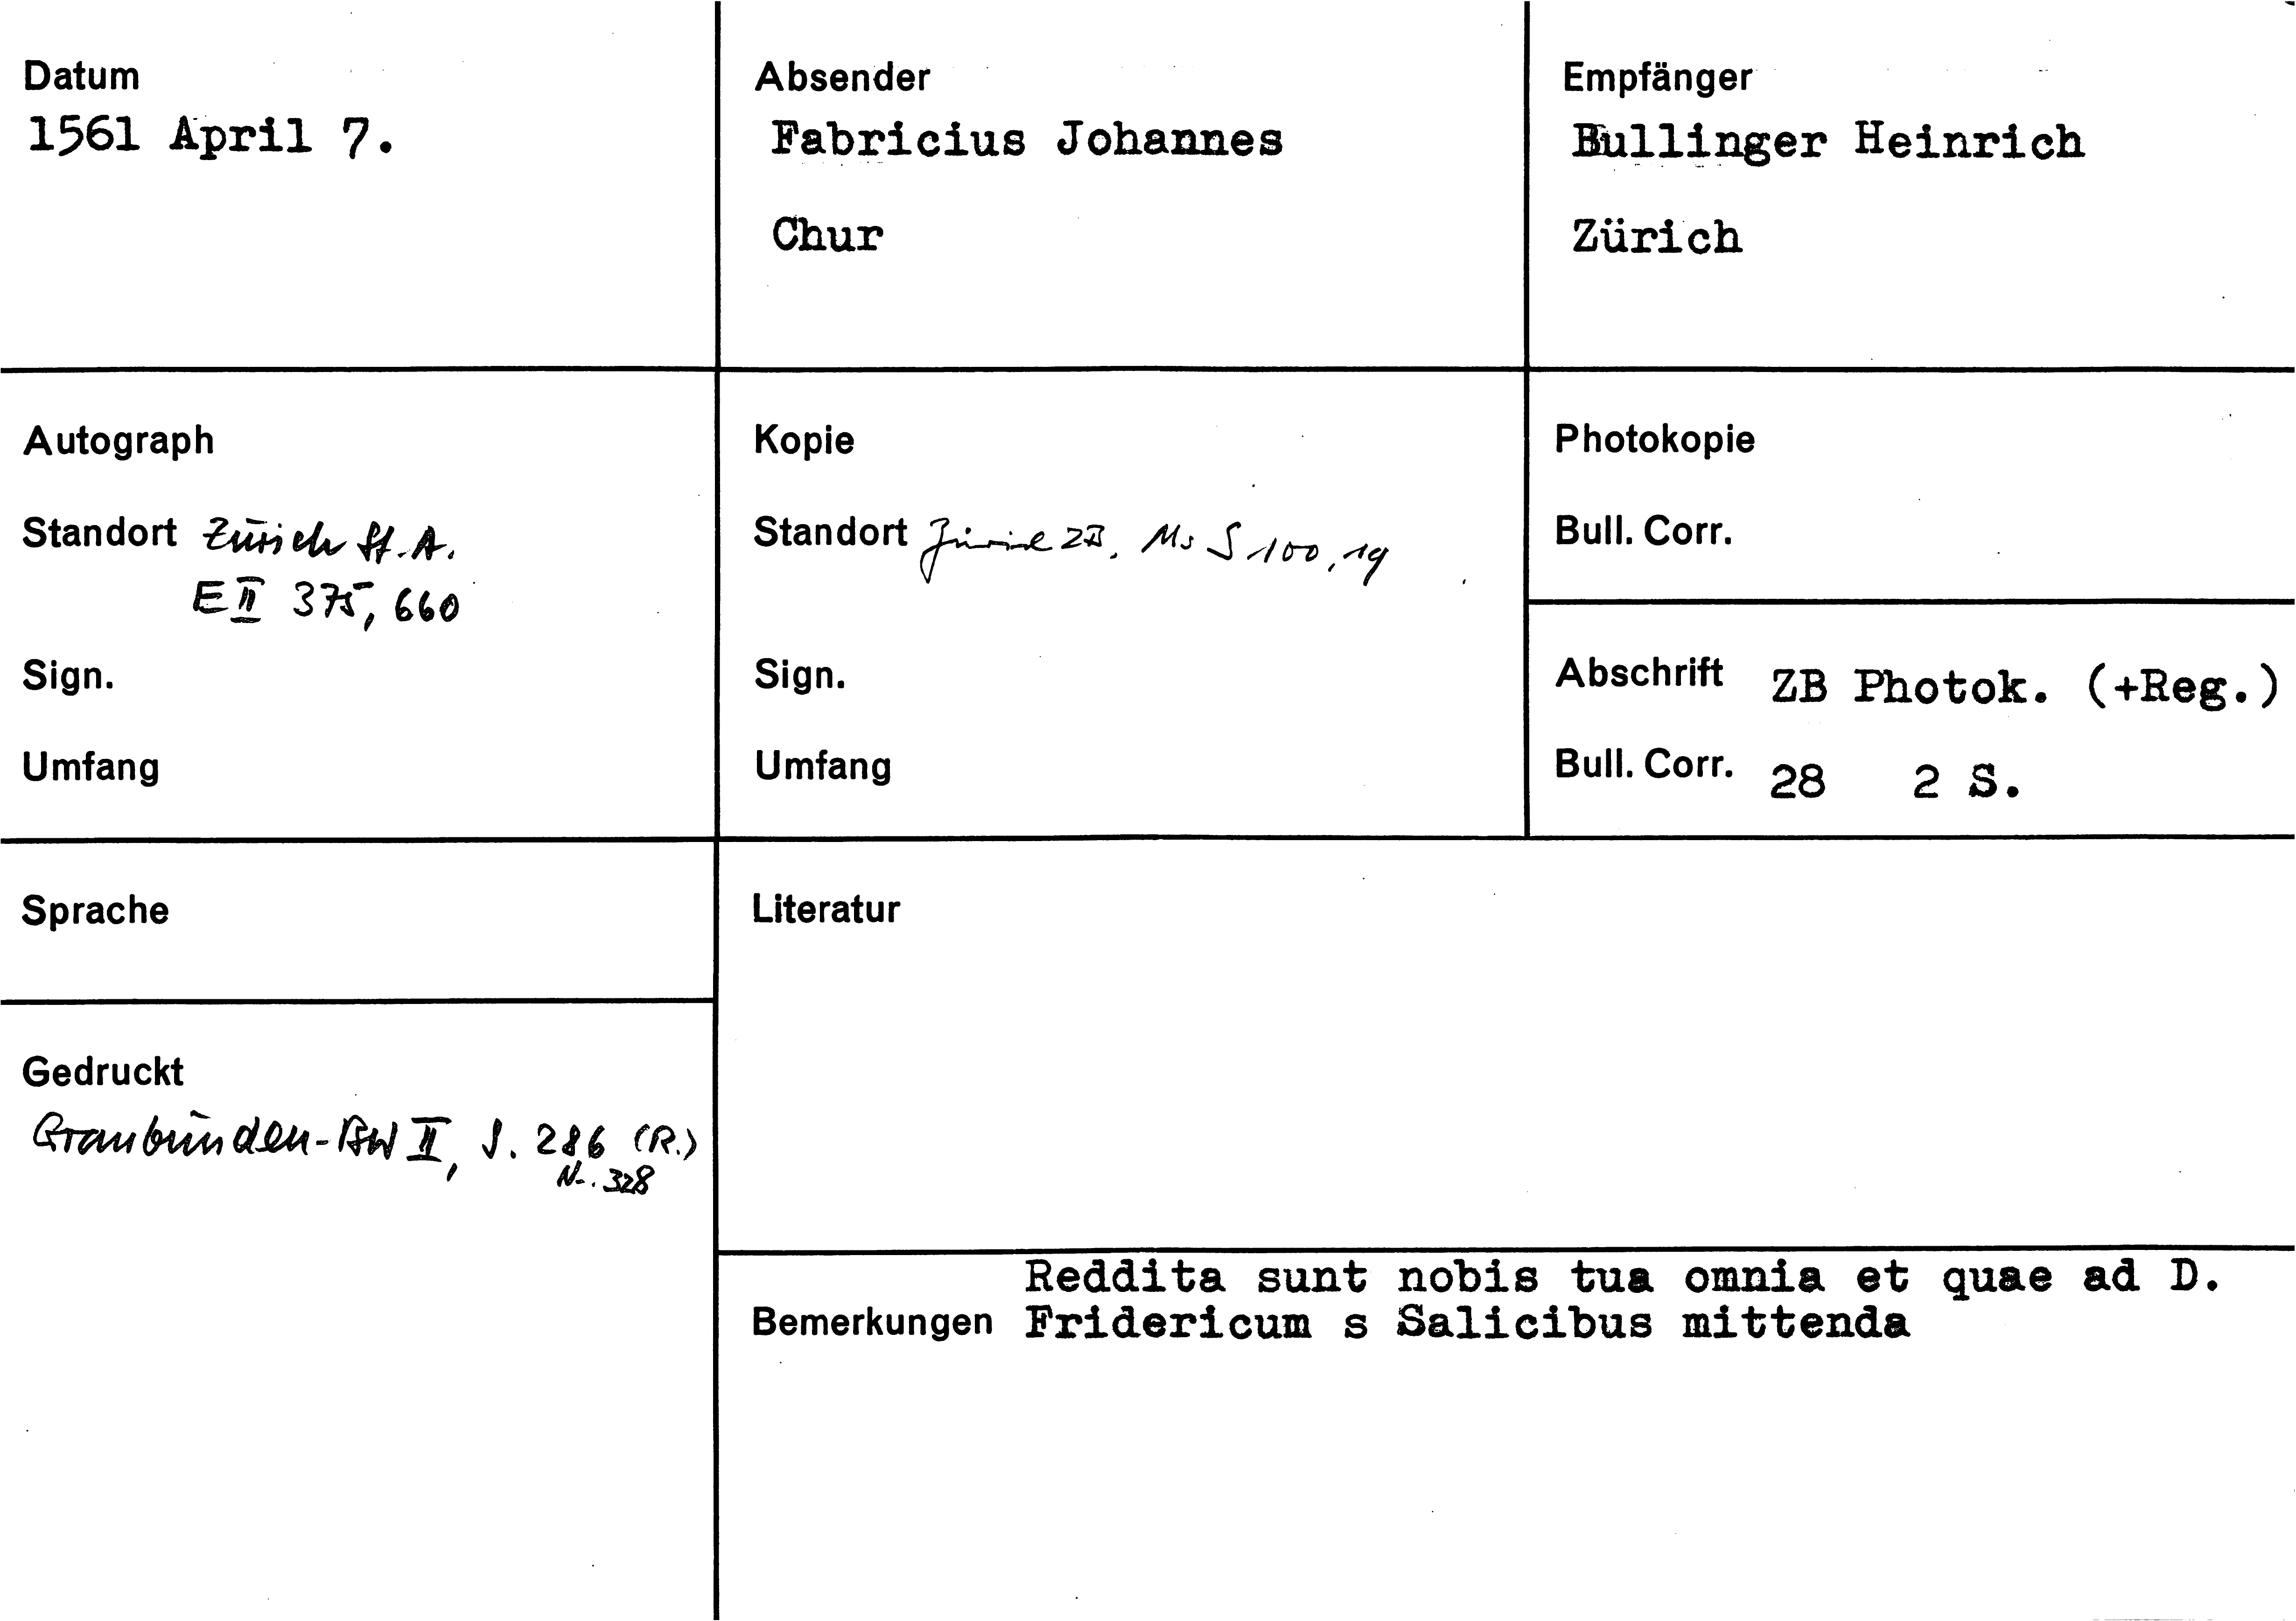 Datum
1561 April 7.
Absender
Fabricius Johannes
Chur
Empfänger
Bullinger Heinrich
Zürich
Autograph
Standort Zürich St.A.
E II 375, 660
Sign.
Umfang
Kopie
Standort Zürich ZB, Ms S 100, 19
Sign.
Umfang
Photokopie
Bull. Corr.
Abschrift ZB Photok. (+Reg.)
Bull. Corr. 28 2 S.
Sprache
Gedruckt
Graubünden-BW II, S. 286 (R.)
Nr. 328
Literatur
Reddita sunt nobis tua omnia et quae ad D.
Bemerkungen Fridericum s Salicibus mittenda